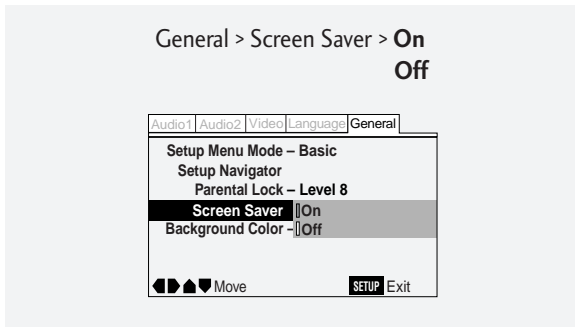 General > Screen Saver > On
Off
Audio1 Audio2 Video Language General
Setup Menu Mode – Basic
Setup Navigator
Parental Lock – Level 8
Screen Saver On
Background Color – Off
Move SETUP Exit